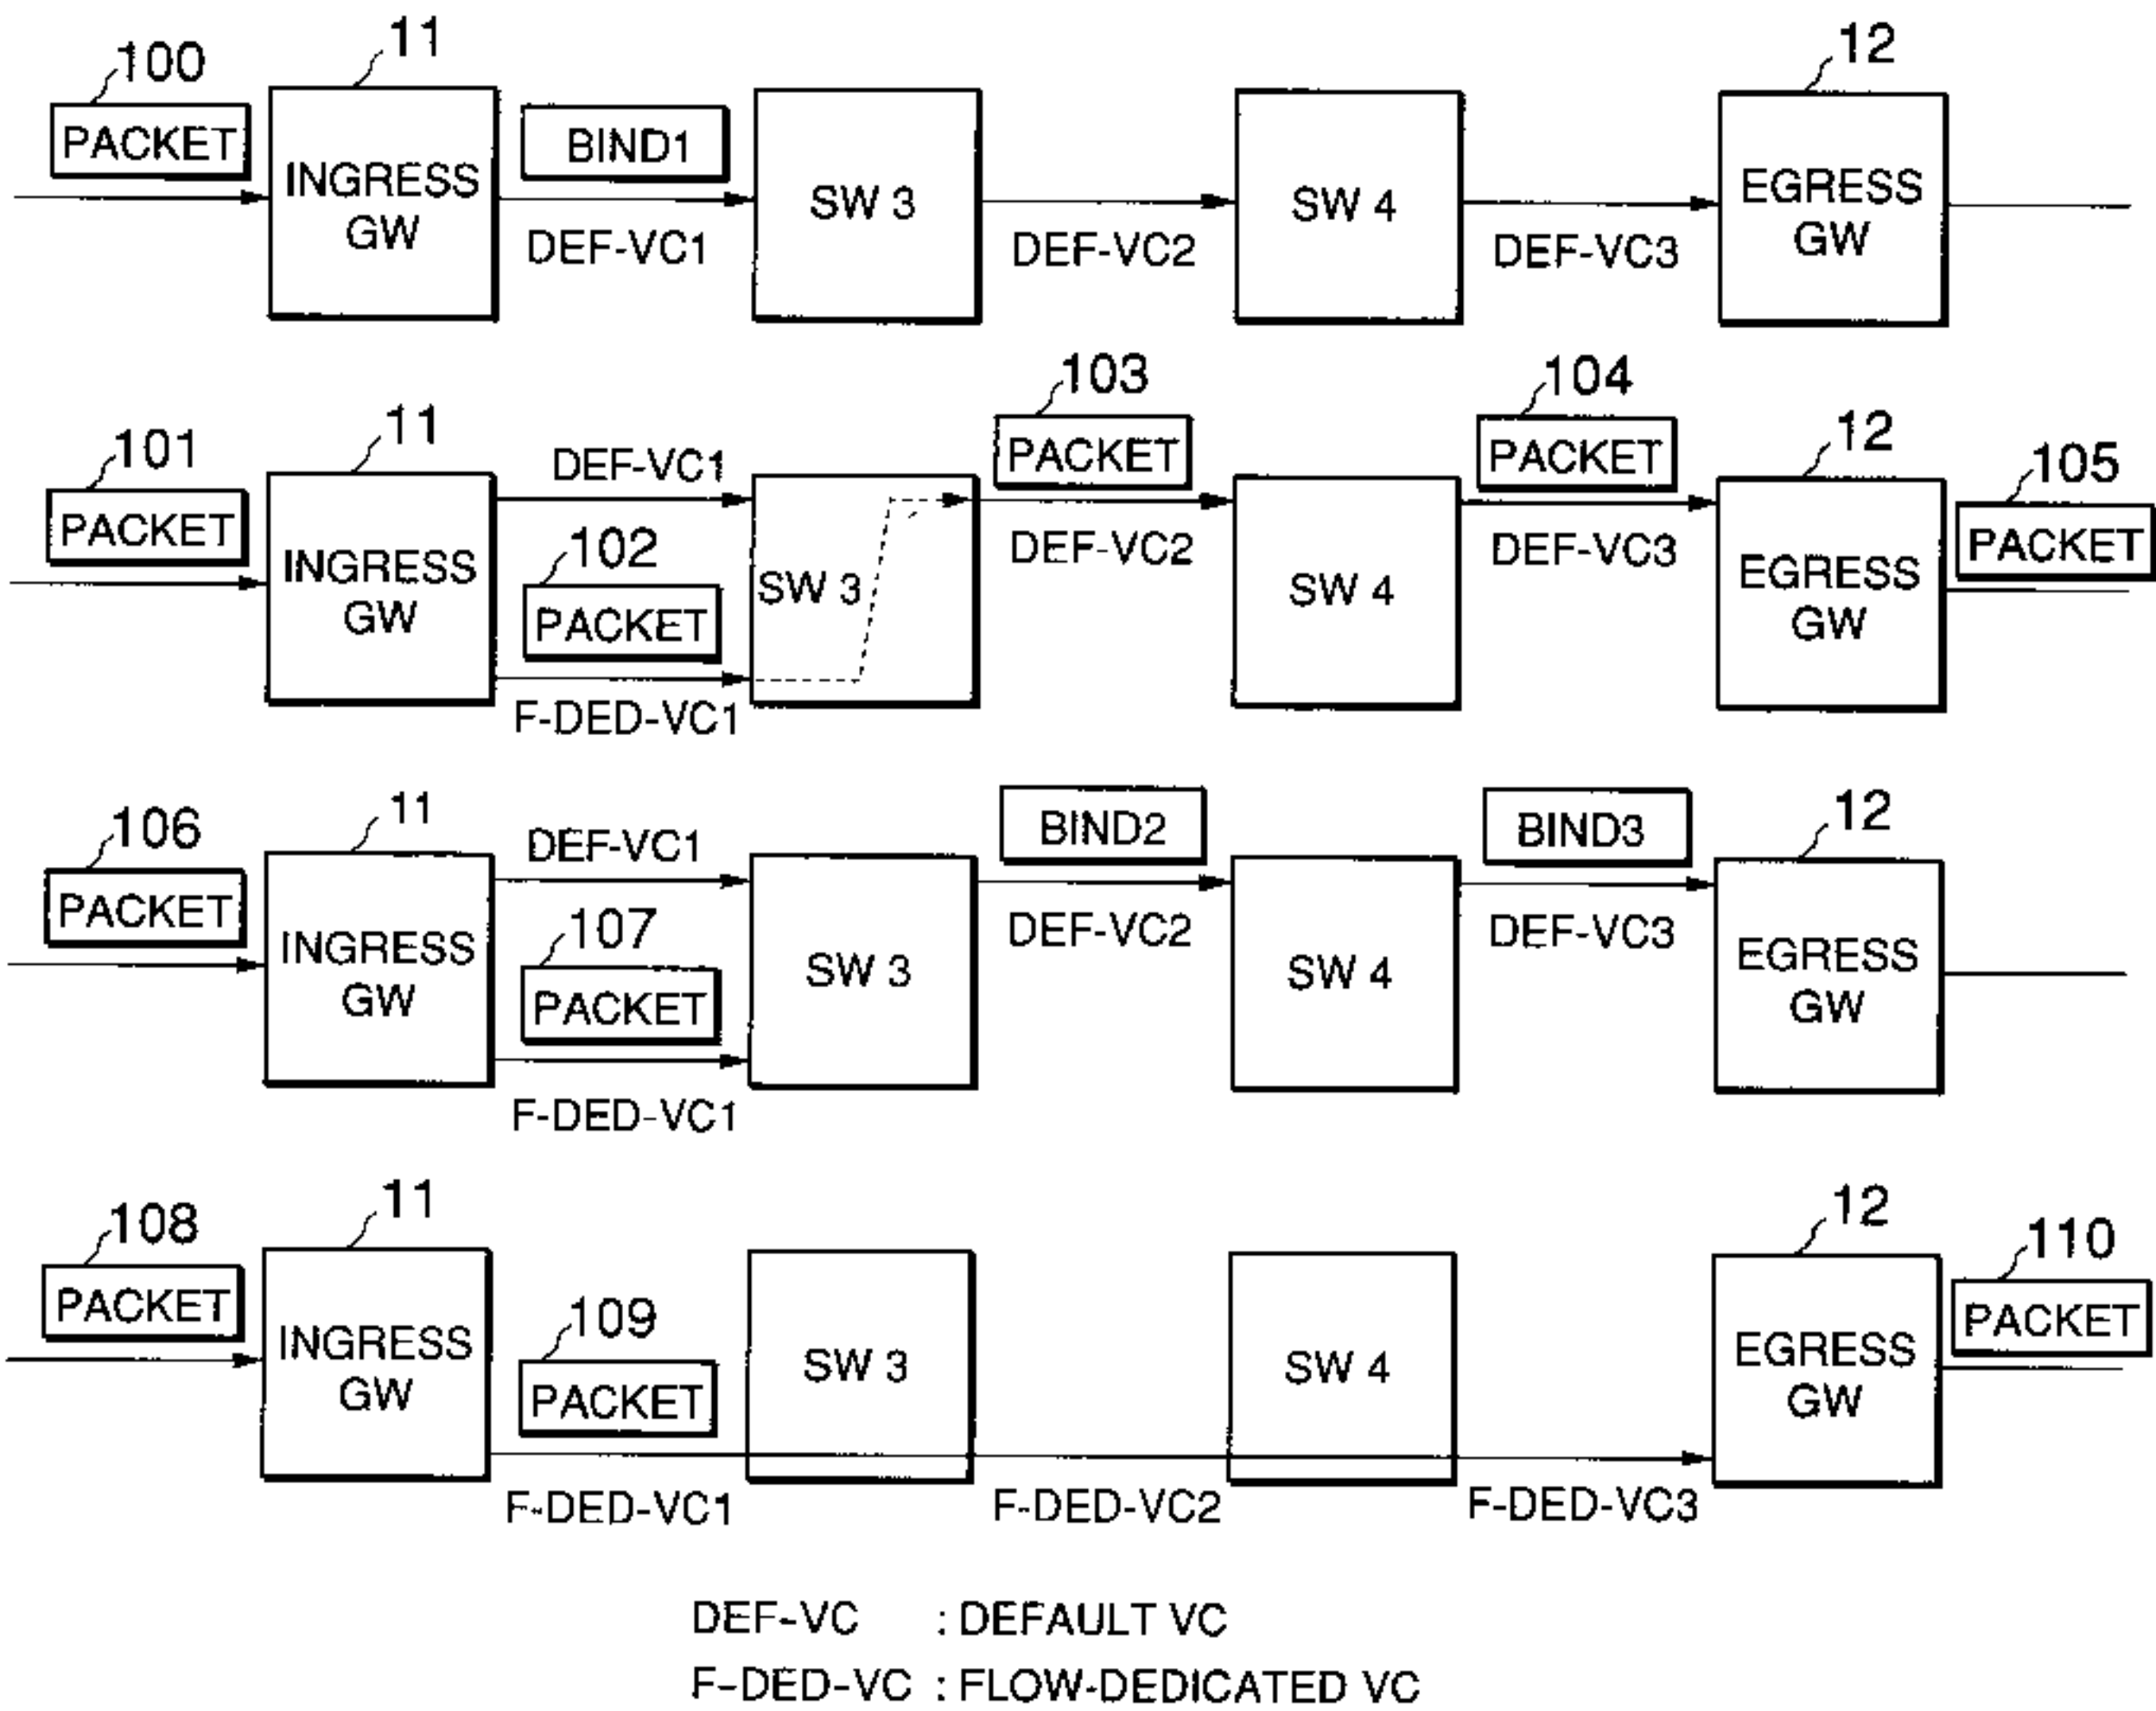 100
11
12
PACKET
INGRESS
GW
BIND1
DEF-VC1
SW 3
DEF-VC2
SW 4
DEF-VC3
EGRESS
GW
101
PACKET
11
INGRESS
GW
DEF-VC1
102
PACKET
F-DED-VC1
SW 3
103
PACKET
DEF-VC2
SW 4
104
PACKET
DEF-VC3
12
EGRESS
GW
105
PACKET
106
PACKET
11
INGRESS
GW
DEF-VC1
107
PACKET
F-DED-VC1
SW 3
BIND2
DEF-VC2
SW 4
BIND3
DEF-VC3
12
EGRESS
GW
108
PACKET
11
INGRESS
GW
109
PACKET
F-DED-VC1
SW 3
F-DED-VC2
SW 4
F-DED-VC3
12
EGRESS
GW
110
PACKET
DEF-VC : DEFAULT VC
F-DED-VC : FLOW-DEDICATED VC